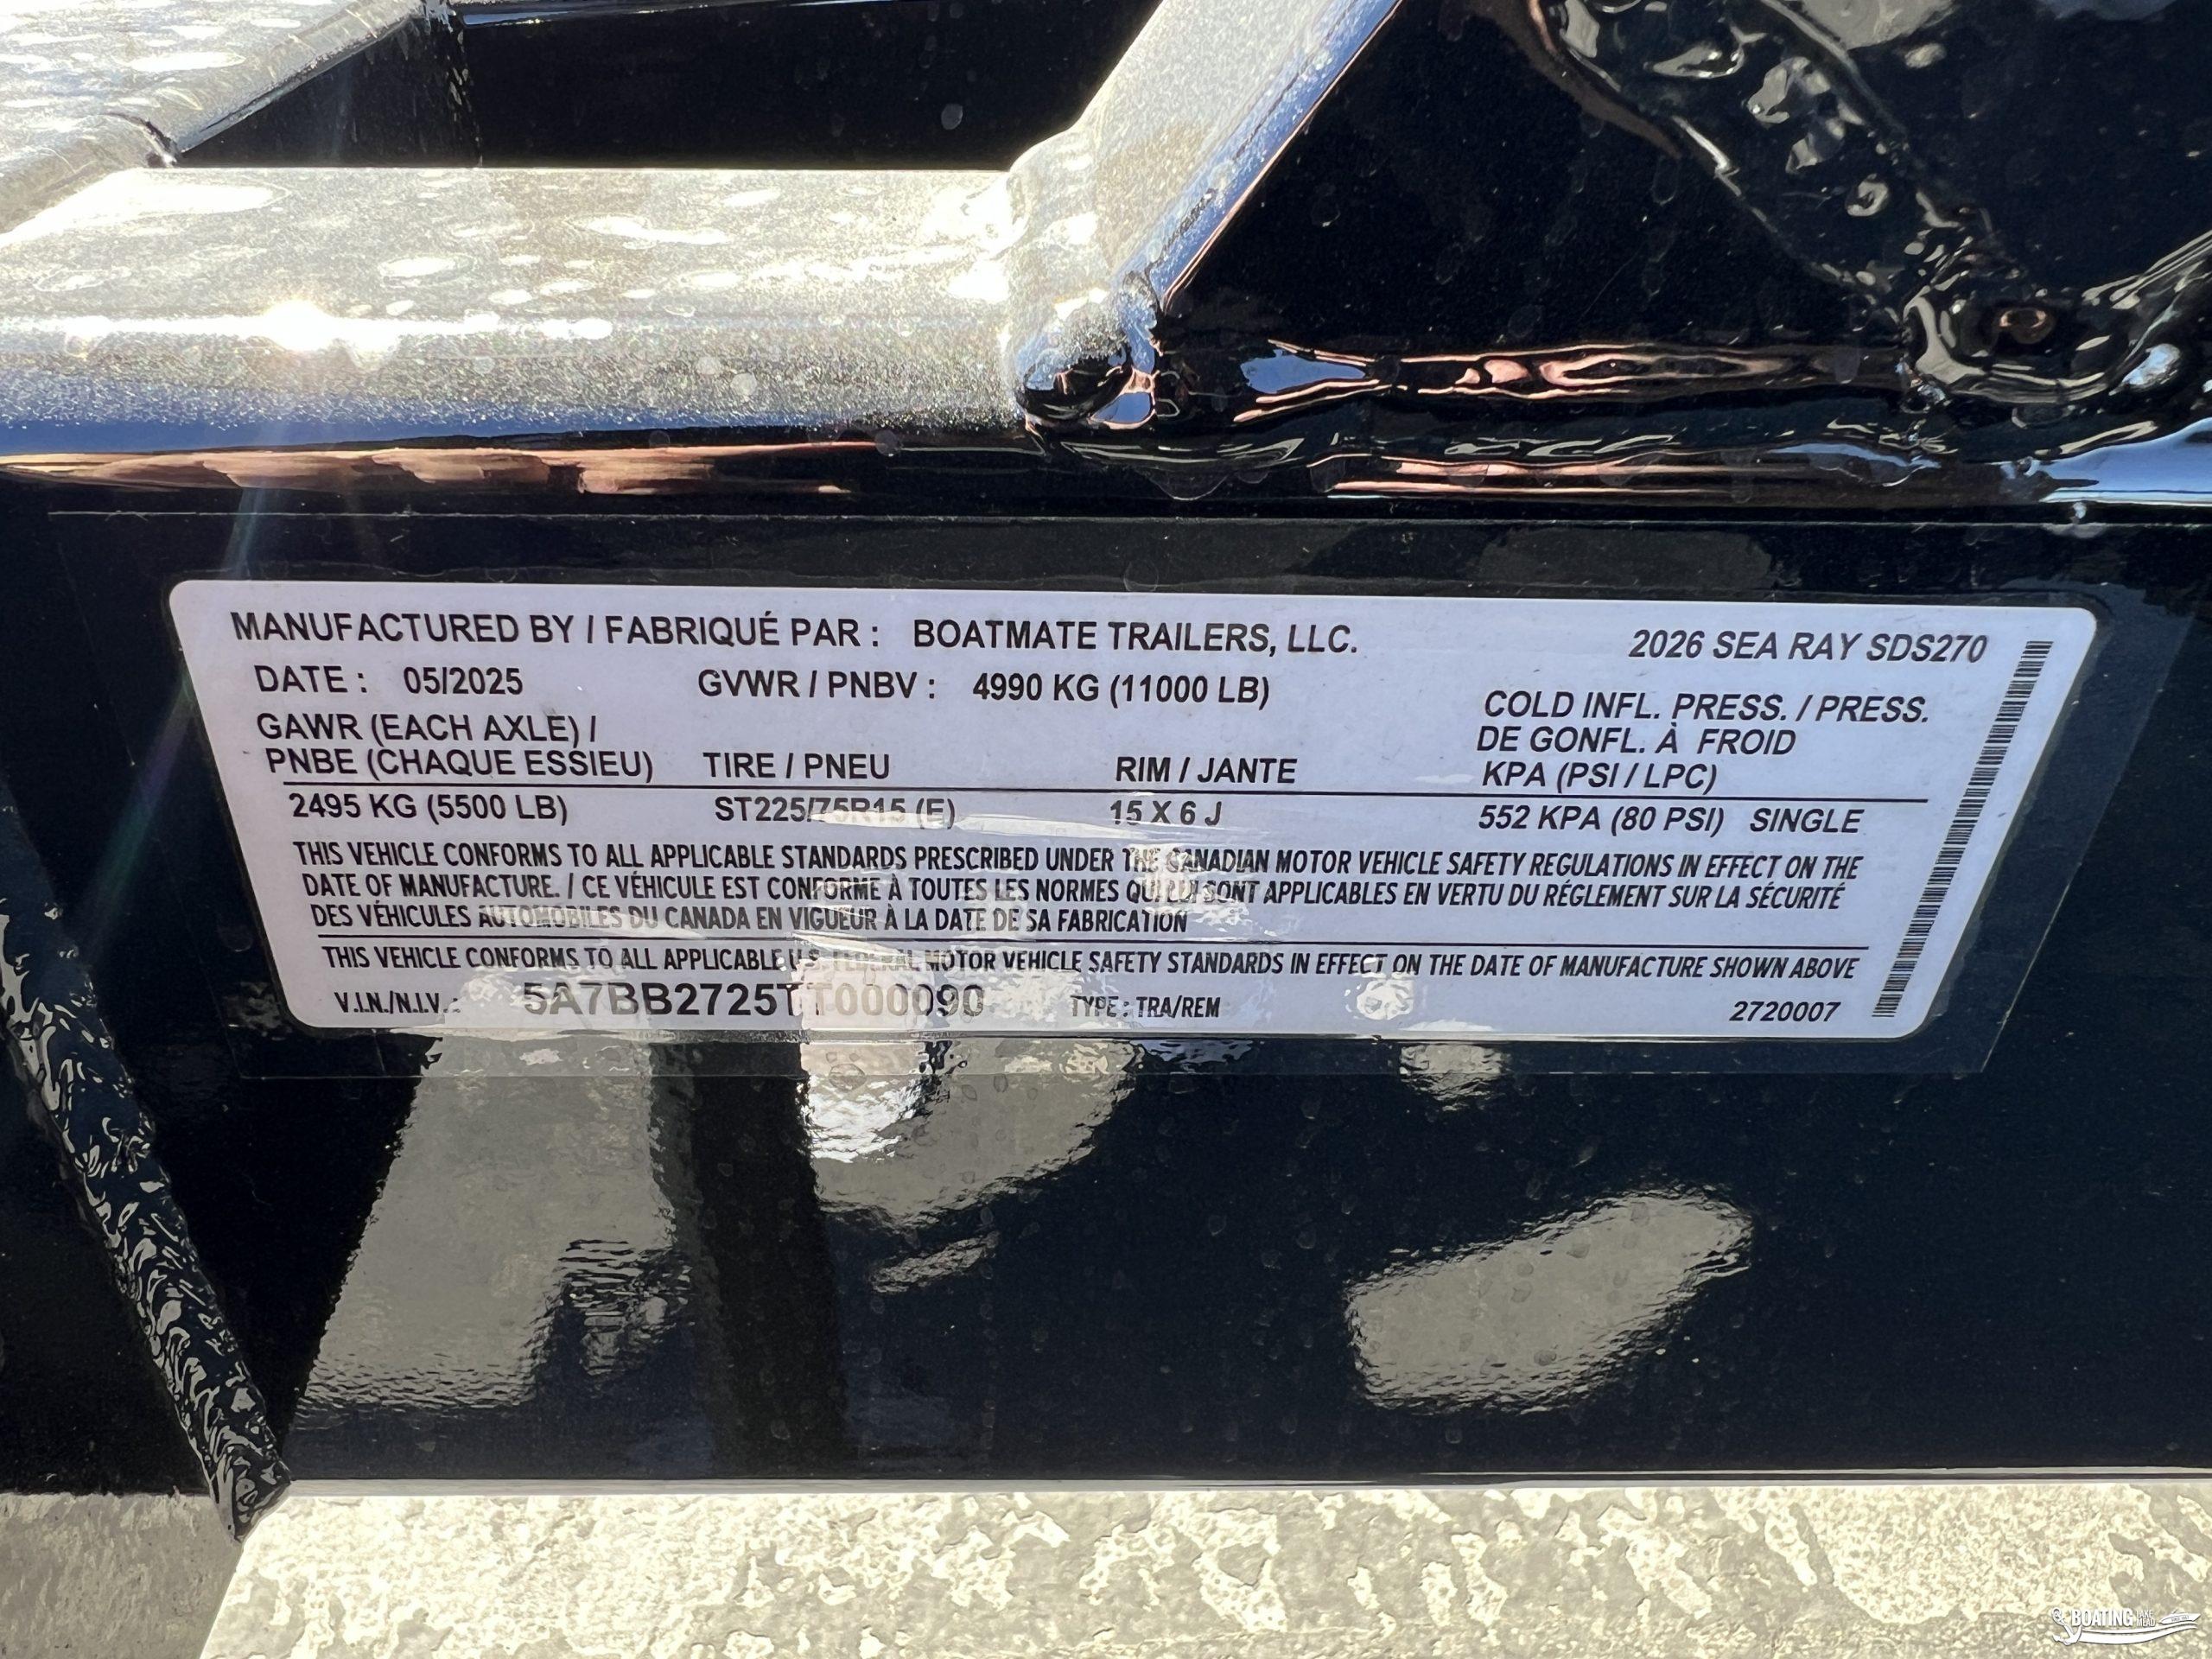 MANUFACTURED BY / FABRIQUÉ PAR : BOATMATE TRAILERS, LLC. 2026 SEA RAY SDS270
DATE : 05/2025 GVWR / PNBV : 4990 KG (11000 LB)
GAWR (EACH AXLE) /
PNBE (CHAQUE ESSIEU) TIRE / PNEU RIM / JANTE
COLD INFL. PRESS. / PRESS.
DE GONFL. À FROID
KPA (PSI / LPC)
2495 KG (5500 LB) ST225/75R15 (E) 15 X 6 J 552 KPA (80 PSI) SINGLE
THIS VEHICLE CONFORMS TO ALL APPLICABLE STANDARDS PRESCRIBED UNDER THE CANADIAN MOTOR VEHICLE SAFETY REGULATIONS IN EFFECT ON THE
DATE OF MANUFACTURE. / CE VÉHICULE EST CONFORME À TOUTES LES NORMES QUI LUI SONT APPLICABLES EN VERTU DU RÉGLEMENT SUR LA SÉCURITÉ
DES VÉHICULES AUTOMOBILES DU CANADA EN VIGUEUR À LA DATE DE SA FABRICATION
THIS VEHICLE CONFORMS TO ALL APPLICABLE U.S. FEDERAL MOTOR VEHICLE SAFETY STANDARDS IN EFFECT ON THE DATE OF MANUFACTURE SHOWN ABOVE
V.I.N./N.I.V. : 5A7BB2725TT000090 TYPE : TRA/REM 2720007
BOATING LAKE MEAD